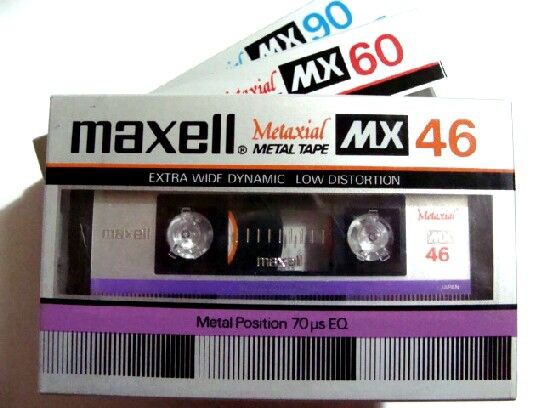 MX 90
Metaxial MX 60
maxell® Metaxial METAL TAPE MX 46
EXTRA WIDE DYNAMIC LOW DISTORTION
maxell
maxell
Metaxial
MX
46
JAPAN
Metal Position 70 µs EQ